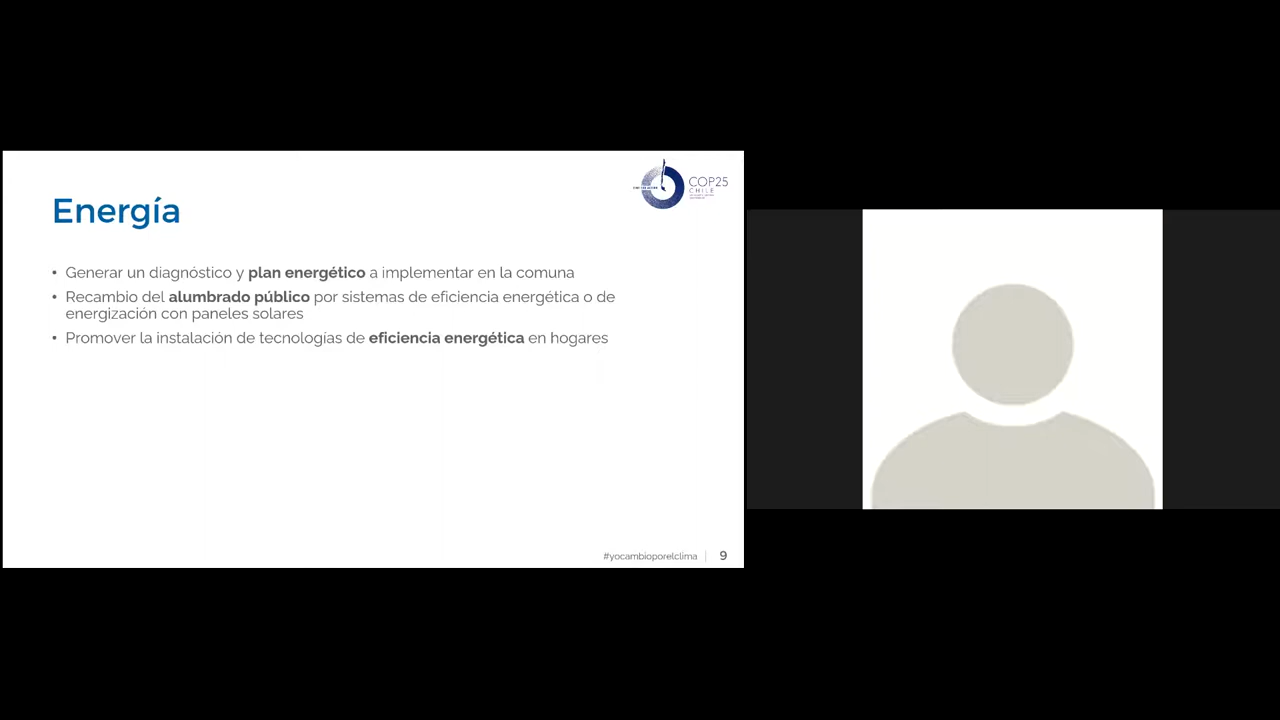 Energía
COP25
CHILE
• Generar un diagnóstico y plan energético a implementar en la comuna
• Recambio del alumbrado público por sistemas de eficiencia energética o de
energización con paneles solares
• Promover la instalación de tecnologías de eficiencia energética en hogares
#yocambioporelclima
9